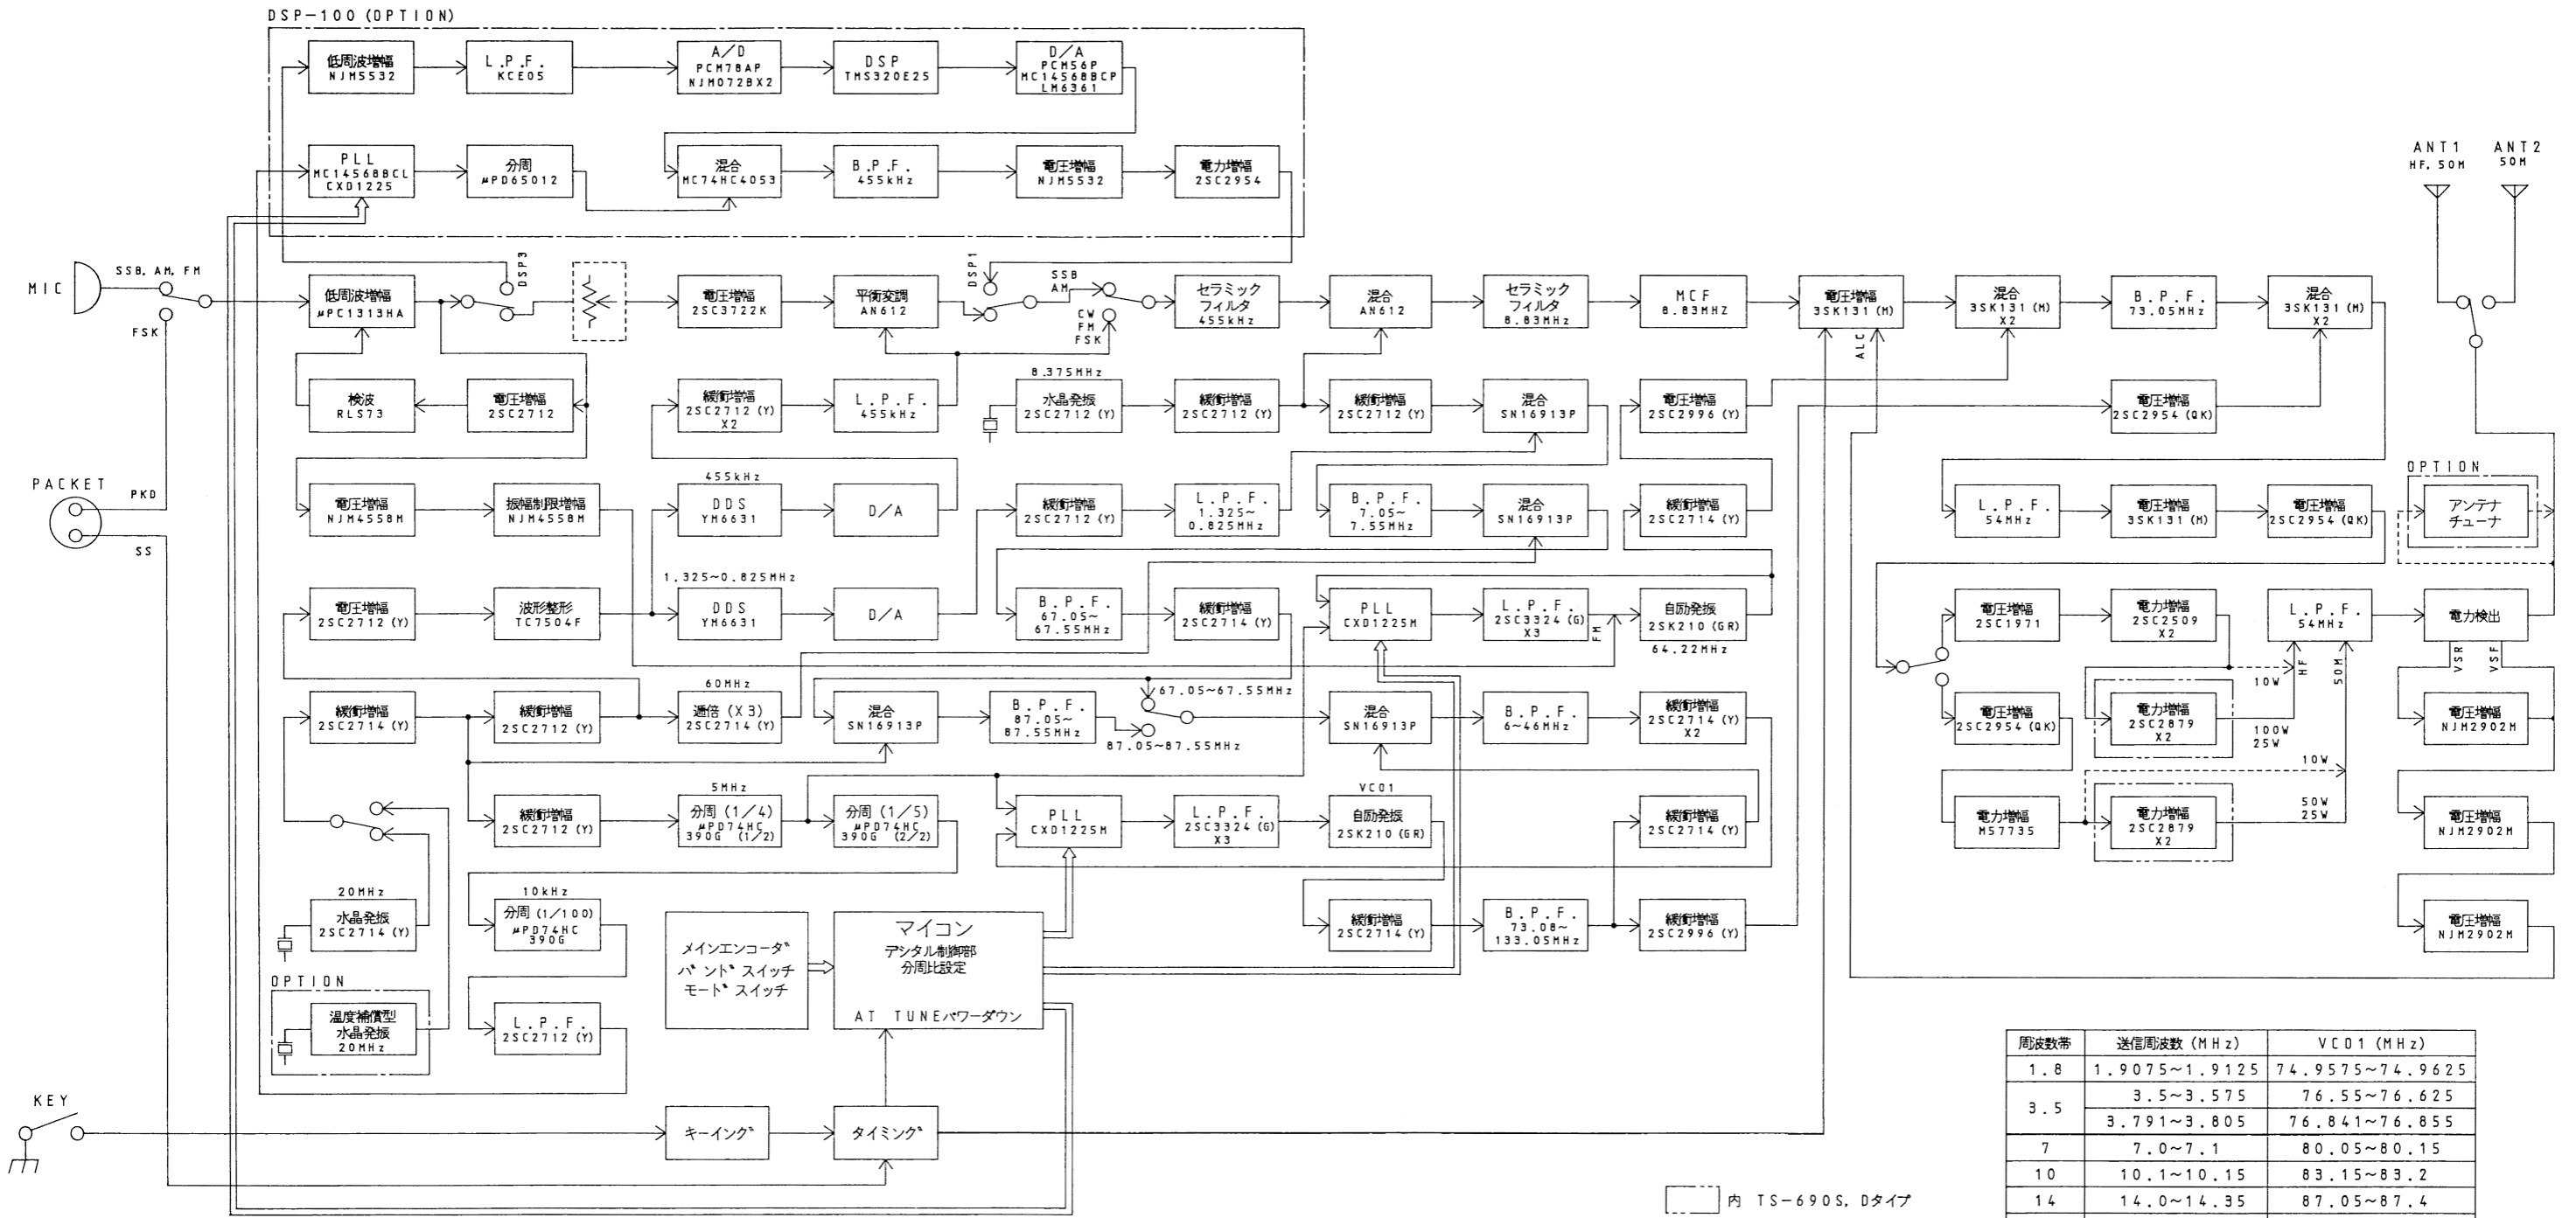 DSP-100 (OPTION)
低周波増幅
NJM5532
L.P.F.
KCE05
A/D
PCM78AP
NJM072BX2
DSP
TMS320E25
D/A
PCM56P
MC14568BCP
LM6361
PLL
MC14568BCL
CXD1225
分周
μPD65012
混合
MC74HC4053
B.P.F.
455kHz
電圧増幅
NJM5532
電力増幅
2SC2954
ANT1
HF, 50M
ANT2
50M
MIC
SSB, AM, FM
FSK
低周波増幅
μPC1313HA
DSP3
電圧増幅
2SC3722K
平衡変調
AN612
DSP1
SSB
AM
CW
FM
FSK
セラミック
フィルタ
455kHz
混合
AN612
セラミック
フィルタ
8.83MHz
MCF
8.83MHZ
電圧増幅
3SK131 (M)
ALC
混合
3SK131 (M)
X2
B.P.F.
73.05MHz
混合
3SK131 (M)
X2
検波
RLS73
電圧増幅
2SC2712
緩衝増幅
2SC2712 (Y)
X2
L.P.F.
455kHz
8.375MHz
水晶発振
2SC2712 (Y)
緩衝増幅
2SC2712 (Y)
緩衝増幅
2SC2712 (Y)
混合
SN16913P
電圧増幅
2SC2996 (Y)
電圧増幅
2SC2954 (QK)
PACKET
PKD
SS
電圧増幅
NJM4558M
振幅制限増幅
NJM4558M
455kHz
DDS
YM6631
D/A
緩衝増幅
2SC2712 (Y)
L.P.F.
1.325~
0.825MHz
B.P.F.
7.05~
7.55MHz
混合
SN16913P
緩衝増幅
2SC2714 (Y)
L.P.F.
54MHz
電圧増幅
3SK131 (M)
電圧増幅
2SC2954 (QK)
OPTION
アンテナ
チューナ
電圧増幅
2SC2712 (Y)
波形整形
TC7504F
1.325~0.825MHz
DDS
YM6631
D/A
B.P.F.
67.05~
67.55MHz
緩衝増幅
2SC2714 (Y)
PLL
CXD1225M
L.P.F.
2SC3324 (G)
X3
FM
自励発振
2SK210 (GR)
64.22MHz
電圧増幅
2SC1971
電力増幅
2SC2509
X2
L.P.F.
54MHz
電力検出
VSR
VSF
HF
50M
10W
緩衝増幅
2SC2714 (Y)
緩衝増幅
2SC2712 (Y)
60MHz
逓倍 (X3)
2SC2714 (Y)
混合
SN16913P
B.P.F.
87.05~
87.55MHz
67.05~67.55MHz
87.05~87.55MHz
混合
SN16913P
B.P.F.
6~46MHz
緩衝増幅
2SC2714 (Y)
X2
電圧増幅
2SC2954 (QK)
電力増幅
2SC2879
X2
100W
25W
電圧増幅
NJM2902M
緩衝増幅
2SC2712 (Y)
5MHz
分周 (1/4)
μPD74HC
390G (1/2)
分周 (1/5)
μPD74HC
390G (2/2)
PLL
CXD1225M
L.P.F.
2SC3324 (G)
X3
VCO1
自励発振
2SK210 (GR)
緩衝増幅
2SC2714 (Y)
電力増幅
M57735
電力増幅
2SC2879
X2
10W
50W
25W
電圧増幅
NJM2902M
20MHz
水晶発振
2SC2714 (Y)
10kHz
分周 (1/100)
μPD74HC
390G
メインエンコーダ
バンドスイッチ
モードスイッチ
マイコン
デジタル制御部
分周比設定
AT TUNEパワーダウン
緩衝増幅
2SC2714 (Y)
B.P.F.
73.08~
133.05MHz
緩衝増幅
2SC2996 (Y)
電圧増幅
NJM2902M
OPTION
温度補償型
水晶発振
20MHz
L.P.F.
2SC2712 (Y)
KEY
キーイング
タイミング
内 TS-690S, Dタイプ
周波数帯 送信周波数 (MHz) VCO1 (MHz)
1.8 1.9075~1.9125 74.9575~74.9625
3.5 3.5~3.575 76.55~76.625
3.791~3.805 76.841~76.855
7 7.0~7.1 80.05~80.15
10 10.1~10.15 83.15~83.2
14 14.0~14.35 87.05~87.4